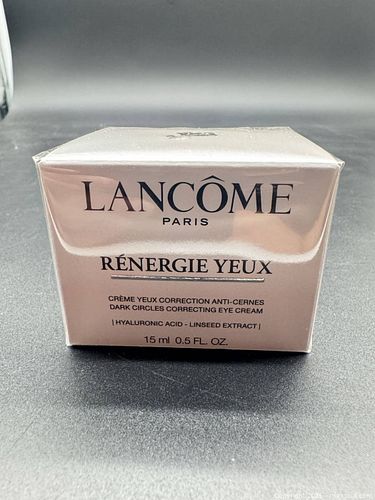 LANCÔME
PARIS
RÉNERGIE YEUX
CRÈME YEUX CORRECTION ANTI-CERNES
DARK CIRCLES CORRECTING EYE CREAM
| HYALURONIC ACID - LINSEED EXTRACT |
15 ml 0.5 FL. OZ.